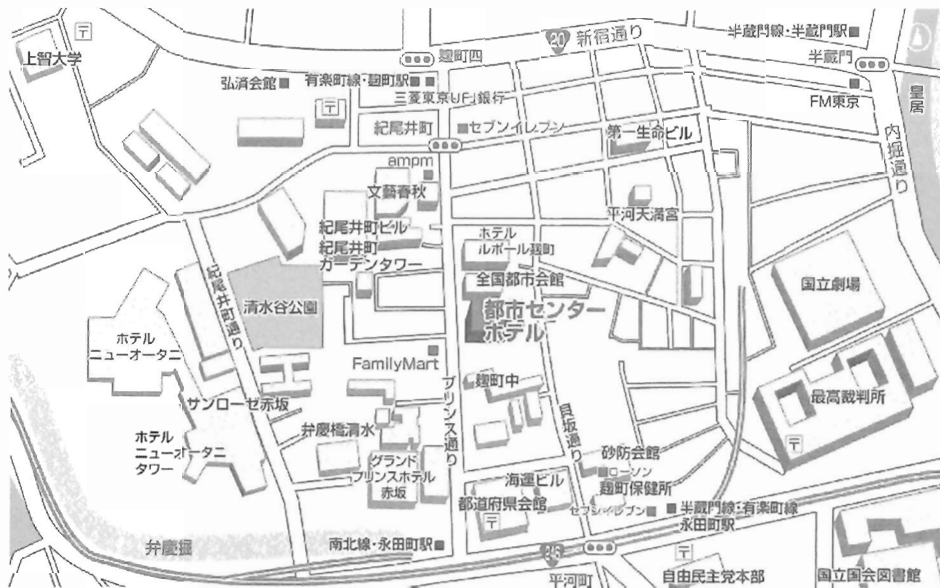 上智大学
〒
麹町四
20
新宿通り
半蔵門線・半蔵門駅
半蔵門
弘済会館
有楽町線・麹町駅
三菱東京UFJ銀行
〒
FM東京
皇居
紀尾井町
セブンイレブン
第一生命ビル
内堀通り
ampm
文藝春秋
平河天満宮
紀尾井町ビル
紀尾井町
ガーデンタワー
ホテル
ルポール麹町
全国都市会館
都市センター
ホテル
国立劇場
紀尾井町通り
清水谷公園
ホテル
ニューオータニ
FamilyMart
プリンス通り
麹町中
貝坂通り
最高裁判所
〒
サンローゼ赤坂
弁慶橋清水
ホテル
ニューオータニ
タワー
グランド
プリンスホテル
赤坂
砂防会館
ローソン
麹町保健所
海運ビル
都道府県会館
〒
セブンイレブン
半蔵門線・有楽町線
永田町駅
弁慶掘
南北線・永田町駅
平河町
〒
自由民主党本部
国立国会図書館